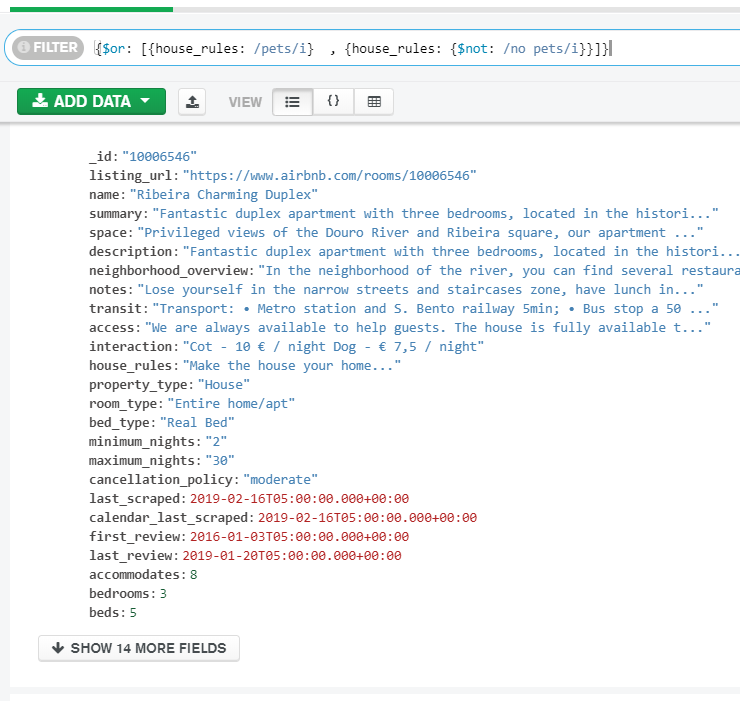 FILTER {$or: [{house_rules: /pets/i}  , {house_rules: {$not: /no pets/i}}]}
ADD DATA VIEW {}
_id: "10006546"
listing_url: "https://www.airbnb.com/rooms/10006546"
name: "Ribeira Charming Duplex"
summary: "Fantastic duplex apartment with three bedrooms, located in the histori..."
space: "Privileged views of the Douro River and Ribeira square, our apartment ..."
description: "Fantastic duplex apartment with three bedrooms, located in the histori...
neighborhood_overview: "In the neighborhood of the river, you can find several restaura
notes: "Lose yourself in the narrow streets and staircases zone, have lunch in..."
transit: "Transport: • Metro station and S. Bento railway 5min; • Bus stop a 50 ..."
access: "We are always available to help guests. The house is fully available t..."
interaction: "Cot - 10 € / night Dog - € 7,5 / night"
house_rules: "Make the house your home..."
property_type: "House"
room_type: "Entire home/apt"
bed_type: "Real Bed"
minimum_nights: "2"
maximum_nights: "30"
cancellation_policy: "moderate"
last_scraped: 2019-02-16T05:00:00.000+00:00
calendar_last_scraped: 2019-02-16T05:00:00.000+00:00
first_review: 2016-01-03T05:00:00.000+00:00
last_review: 2019-01-20T05:00:00.000+00:00
accommodates: 8
bedrooms: 3
beds: 5
SHOW 14 MORE FIELDS